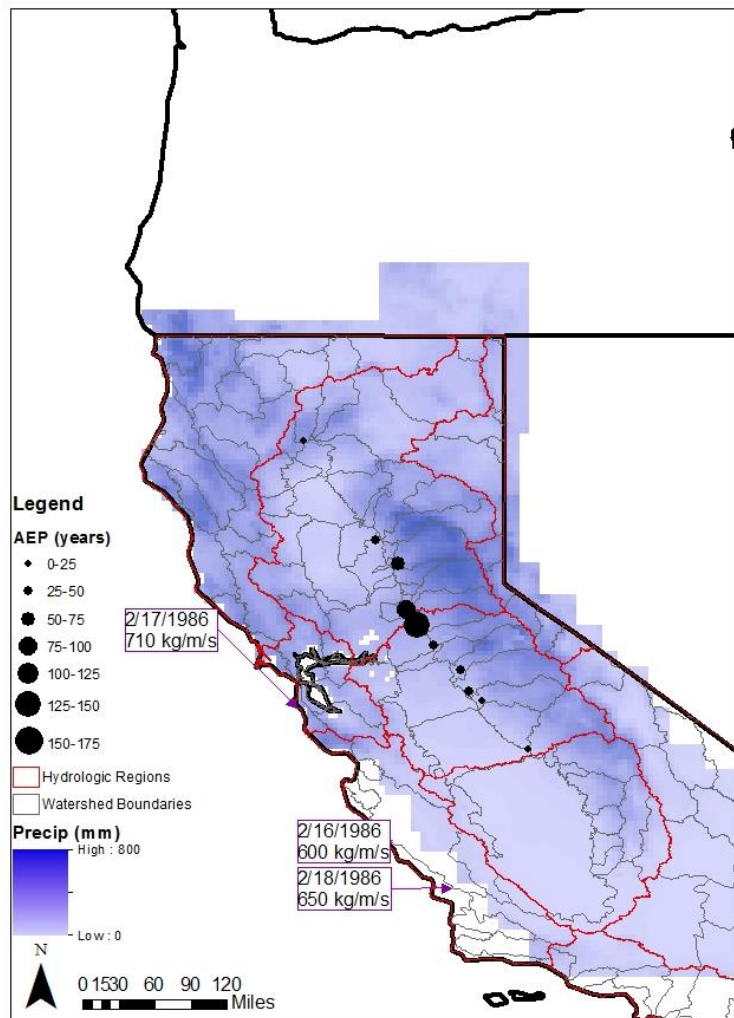 Legend
AEP (years)
0-25
25-50
50-75
75-100
100-125
125-150
150-175
Hydrologic Regions
Watershed Boundaries
Precip (mm)
High : 800
Low : 0
N
0 15 30 60 90 120
Miles
2/17/1986
710 kg/m/s
2/16/1986
600 kg/m/s
2/18/1986
650 kg/m/s